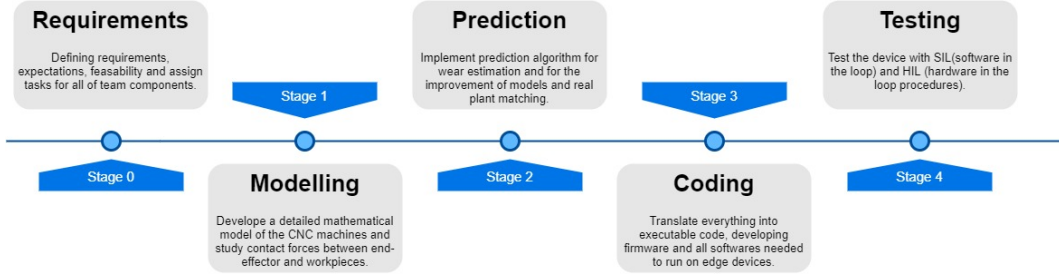 Requirements
Defining requirements,
expectations, feasability and assign
tasks for all of team components.
Stage 0
Stage 1
Modelling
Develop a detailed mathematical
model of the CNC machines and
study contact forces between end-
effector and workpieces.
Prediction
Implement prediction algorithm for
wear estimation and for the
improvement of models and real
plant matching.
Stage 2
Stage 3
Coding
Translate everything into
executable code, developing
firmware and all softwares needed
to run on edge devices.
Testing
Test the device with SIL(software in
the loop) and HIL (hardware in the
loop procedures).
Stage 4